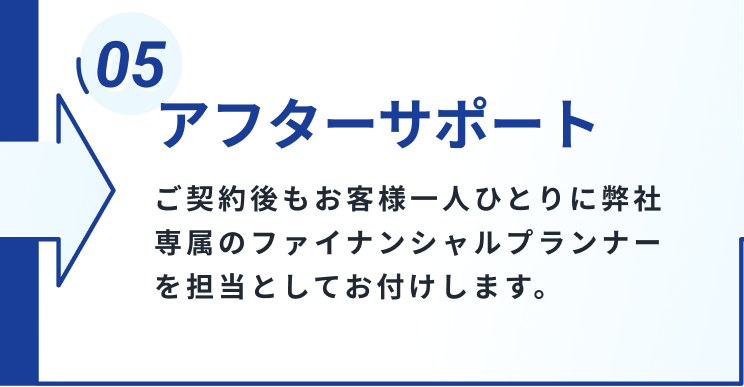 05
アフターサポート
ご契約後もお客様一人ひとりに弊社
専属のファイナンシャルプランナー
を担当としてお付けします。